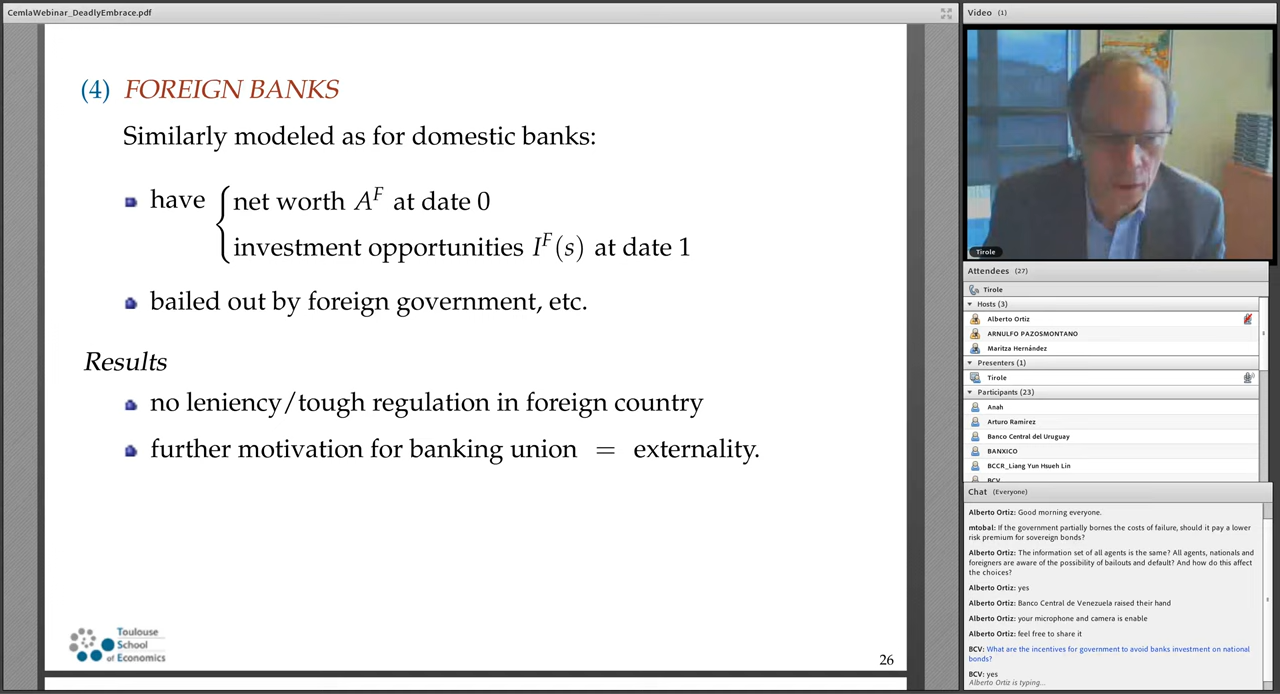 CemlaWebinar_DeadlyEmbrace.pdf
(4) FOREIGN BANKS
Similarly modeled as for domestic banks:
have { net worth A^F at date 0
investment opportunities I^F(s) at date 1
bailed out by foreign government, etc.
Results
no leniency/tough regulation in foreign country
further motivation for banking union = externality.
Toulouse
School
of Economics
26
Video (1)
Tirole
Attendees (27)
Tirole
Hosts (3)
Alberto Ortiz
ARNULFO PAZOSMONTANO
Maritza Hernández
Presenters (1)
Tirole
Participants (23)
Anah
Arturo Ramirez
Banco Central del Uruguay
BANXICO
BCCR_Liang Yun Hsueh Lin
BCV
Chat (Everyone)
Alberto Ortiz: Good morning everyone.
mtobal: If the government partially bornes the costs of failure, should it pay a lower
risk premium for sovereign bonds?
Alberto Ortiz: The information set of all agents is the same? All agents, nationals and
foreigners are aware of the possibility of bailouts and default? And how do this affect
the choices?
Alberto Ortiz: yes
Alberto Ortiz: Banco Central de Venezuela raised their hand
Alberto Ortiz: your microphone and camera is enable
Alberto Ortiz: feel free to share it
BCV: What are the incentives for government to avoid banks investment on national
bonds?
BCV: yes
Alberto Ortiz is typing...